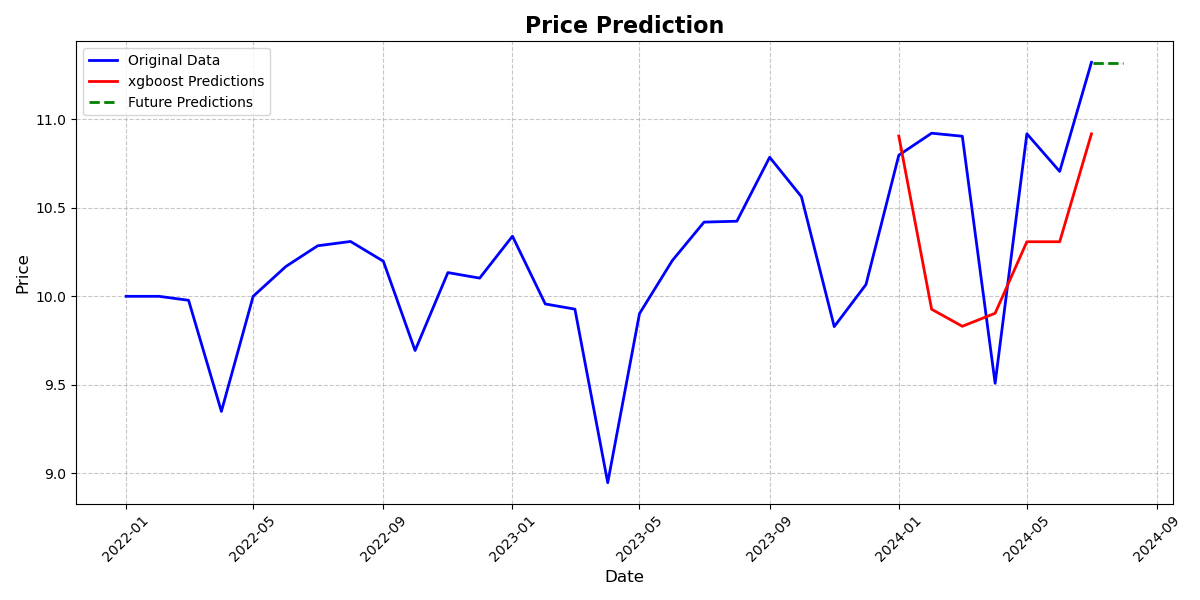 Price Prediction
Original Data
xgboost Predictions
Future Predictions
Price
11.0
10.5
10.0
9.5
9.0
2022-01
2022-05
2022-09
2023-01
2023-05
2023-09
2024-01
2024-05
2024-09
Date